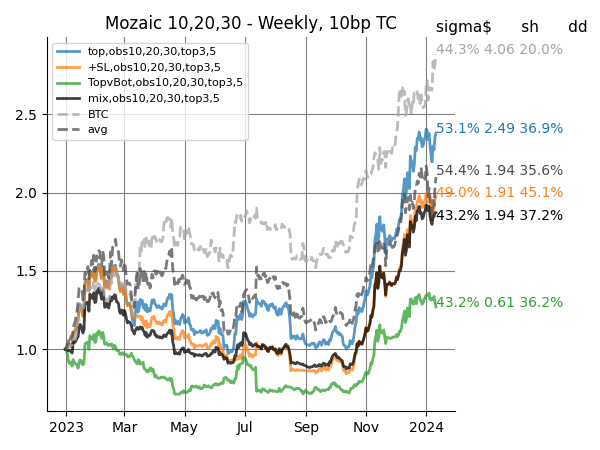 Mozaic 10,20,30 - Weekly, 10bp TC
sigma$ sh dd
top,obs10,20,30,top3,5
+SL,obs10,20,30,top3,5
TopvBot,obs10,20,30,top3,5
mix,obs10,20,30,top3,5
BTC
avg
44.3% 4.06 20.0%
53.1% 2.49 36.9%
54.4% 1.94 35.6%
49.0% 1.91 45.1%
43.2% 1.94 37.2%
43.2% 0.61 36.2%
2.5
2.0
1.5
1.0
2023 Mar May Jul Sep Nov 2024